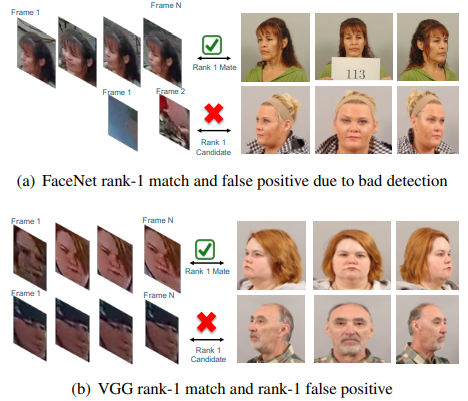 Frame 1
Frame N
Rank 1 Mate
113
Frame 1
Frame 2
Rank 1
Candidate
(a) FaceNet rank-1 match and false positive due to bad detection
Frame 1
Frame N
Rank 1 Mate
Frame 1
Frame N
Rank 1
Candidate
(b) VGG rank-1 match and rank-1 false positive